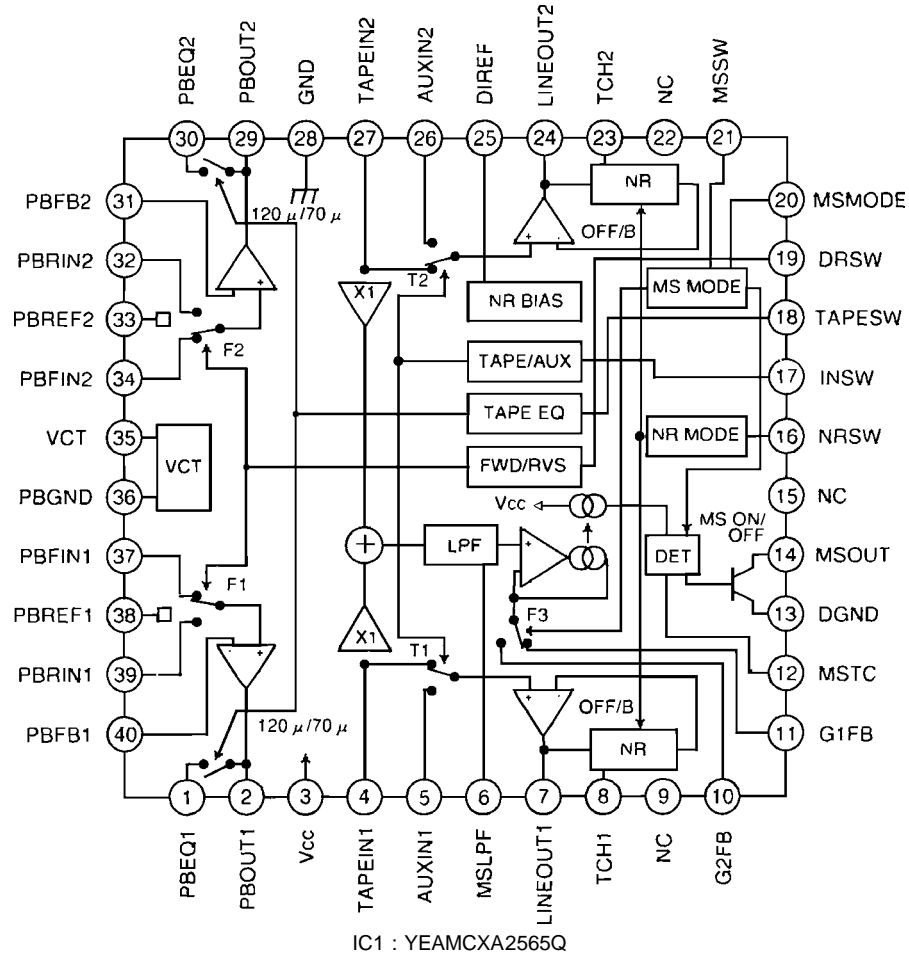 PBEQ2
PBOUT2
GND
TAPEIN2
AUXIN2
DIREF
LINEOUT2
TCH2
NC
MSSW
30
29
28
27
26
25
24
23
22
21
PBFB2
31
120 μ/70 μ
NR
20
MSMODE
OFF/B
PBRIN2
32
19
DRSW
T2
X1
NR BIAS
MS MODE
PBREF2
33
18
TAPESW
F2
PBFIN2
34
TAPE/AUX
17
INSW
TAPE EQ
VCT
35
NR MODE
16
NRSW
VCT
FWD/RVS
PBGND
36
Vcc
15
NC
MS ON/
OFF
PBFIN1
37
+
LPF
DET
14
MSOUT
F1
PBREF1
38
F3
13
DGND
X1
T1
PBRIN1
39
12
MSTC
120 μ/70 μ
OFF/B
PBFB1
40
NR
11
G1FB
1
2
3
4
5
6
7
8
9
10
PBEQ1
PBOUT1
Vcc
TAPEIN1
AUXIN1
MSLPF
LINEOUT1
TCH1
NC
G2FB
IC1 : YEAMCXA2565Q